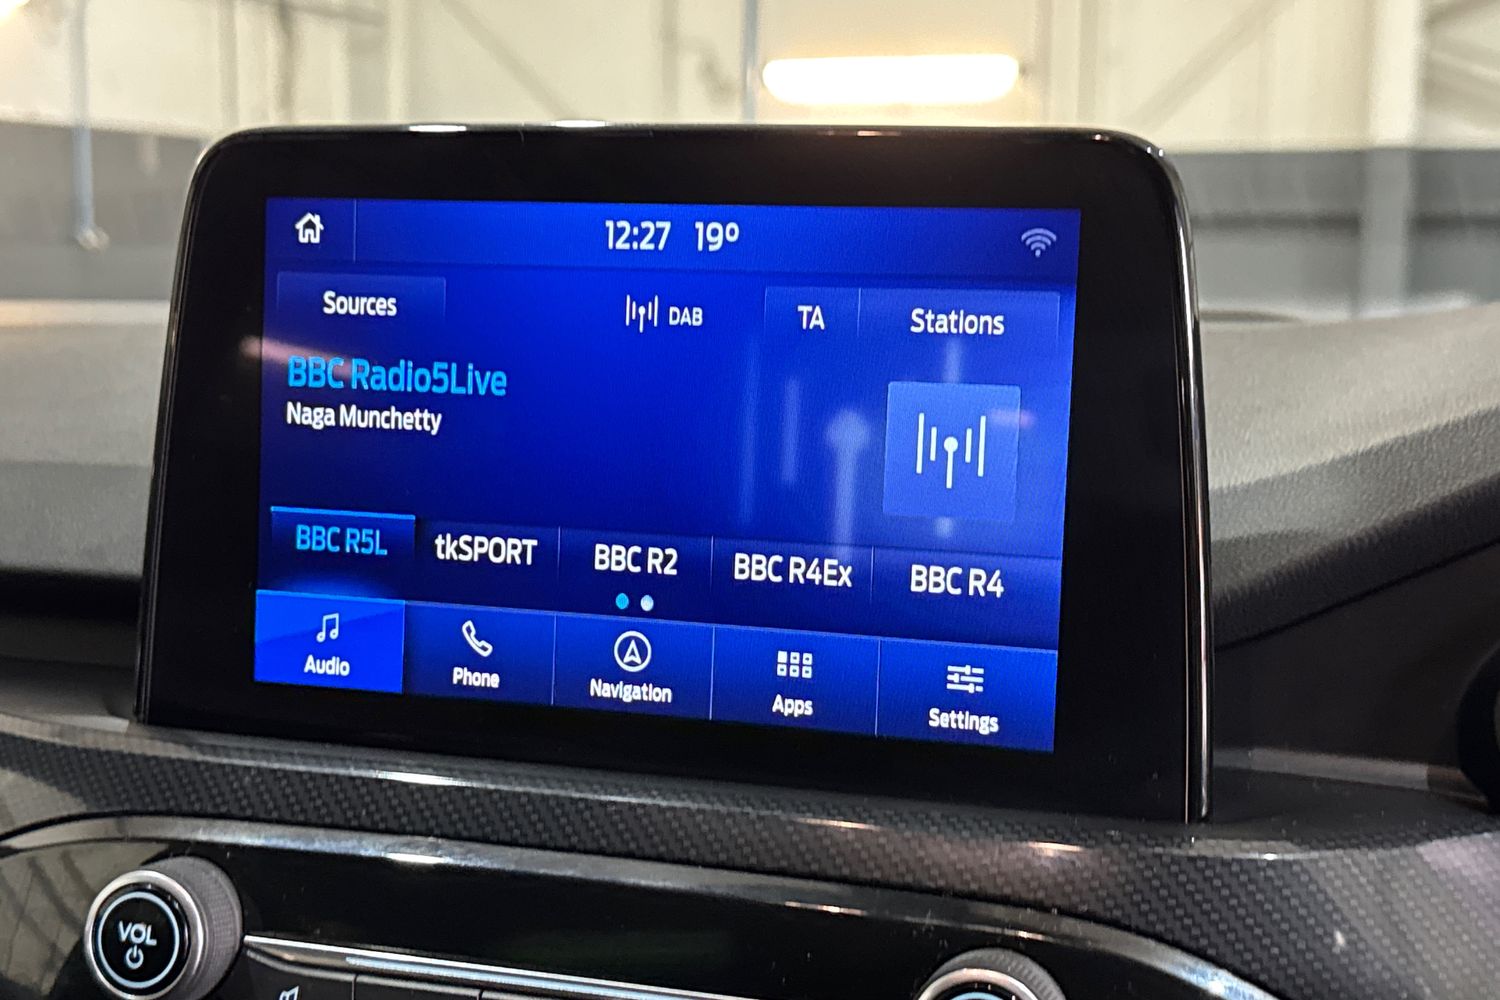 12:27 19º
Sources DAB TA Stations
BBC Radio5Live
Naga Munchetty
BBC R5L tkSPORT BBC R2 BBC R4Ex BBC R4
Audio Phone Navigation Apps Settings
VOL